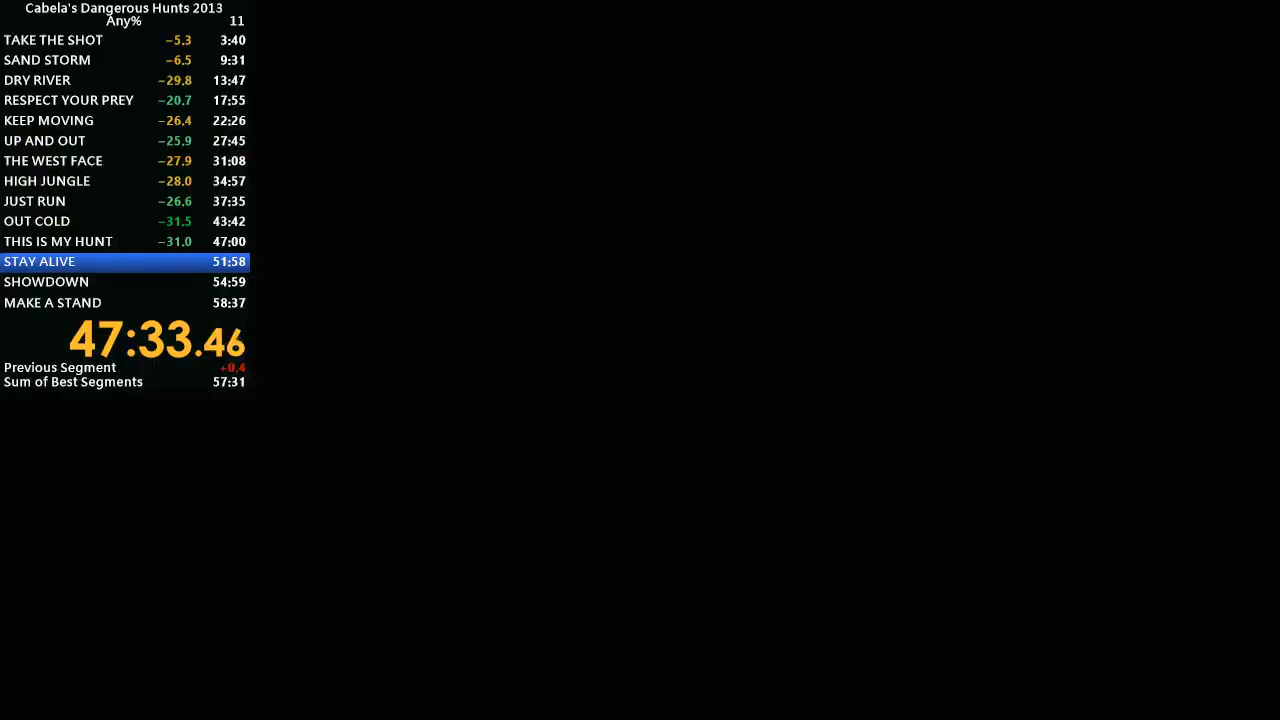 Cabela's Dangerous Hunts 2013
Any% 11
TAKE THE SHOT −5.3 3:40
SAND STORM −6.5 9:31
DRY RIVER −29.8 13:47
RESPECT YOUR PREY −20.7 17:55
KEEP MOVING −26.4 22:26
UP AND OUT −25.9 27:45
THE WEST FACE −27.9 31:08
HIGH JUNGLE −28.0 34:57
JUST RUN −26.6 37:35
OUT COLD −31.5 43:42
THIS IS MY HUNT −31.0 47:00
STAY ALIVE 51:58
SHOWDOWN 54:59
MAKE A STAND 58:37
47:33.46
Previous Segment +0.4
Sum of Best Segments 57:31